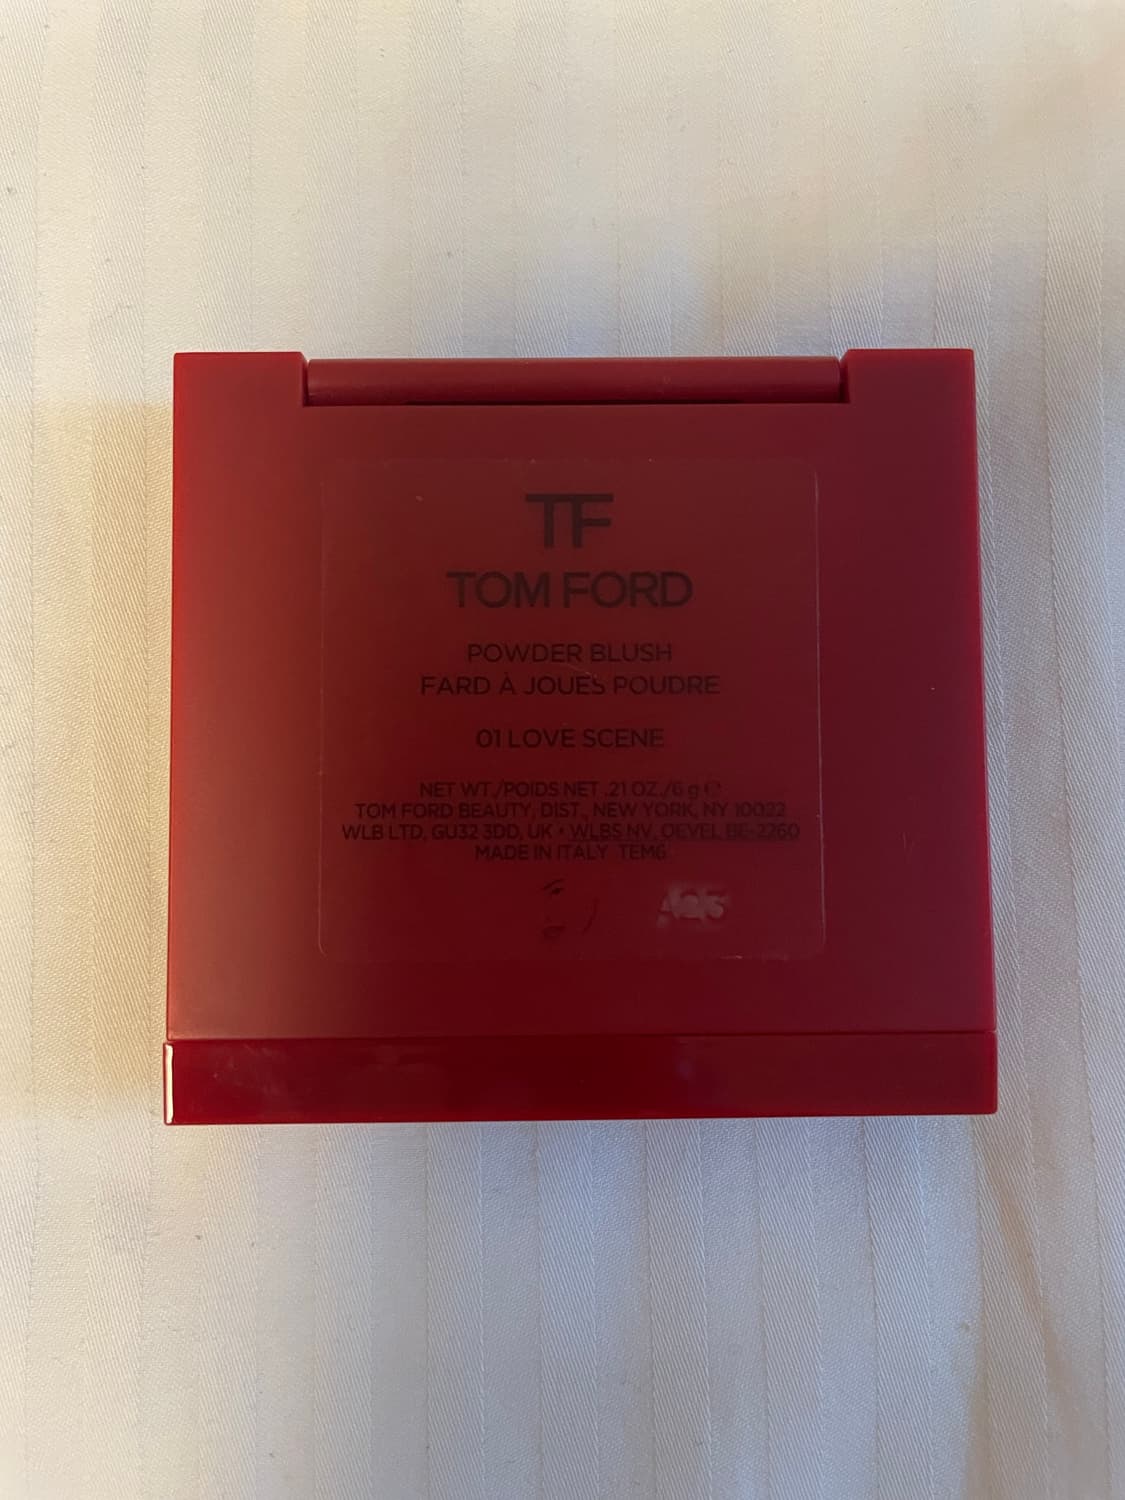 TF
TOM FORD
POWDER BLUSH
FARD À JOUES POUDRE
01 LOVE SCENE
NET WT./POIDS NET .21 OZ./6 g ℮
TOM FORD BEAUTY, DIST., NEW YORK, NY 10022
WLB LTD, GU32 3DD, UK • WLBS NV, OEVEL BE-2260
MADE IN ITALY TEM6